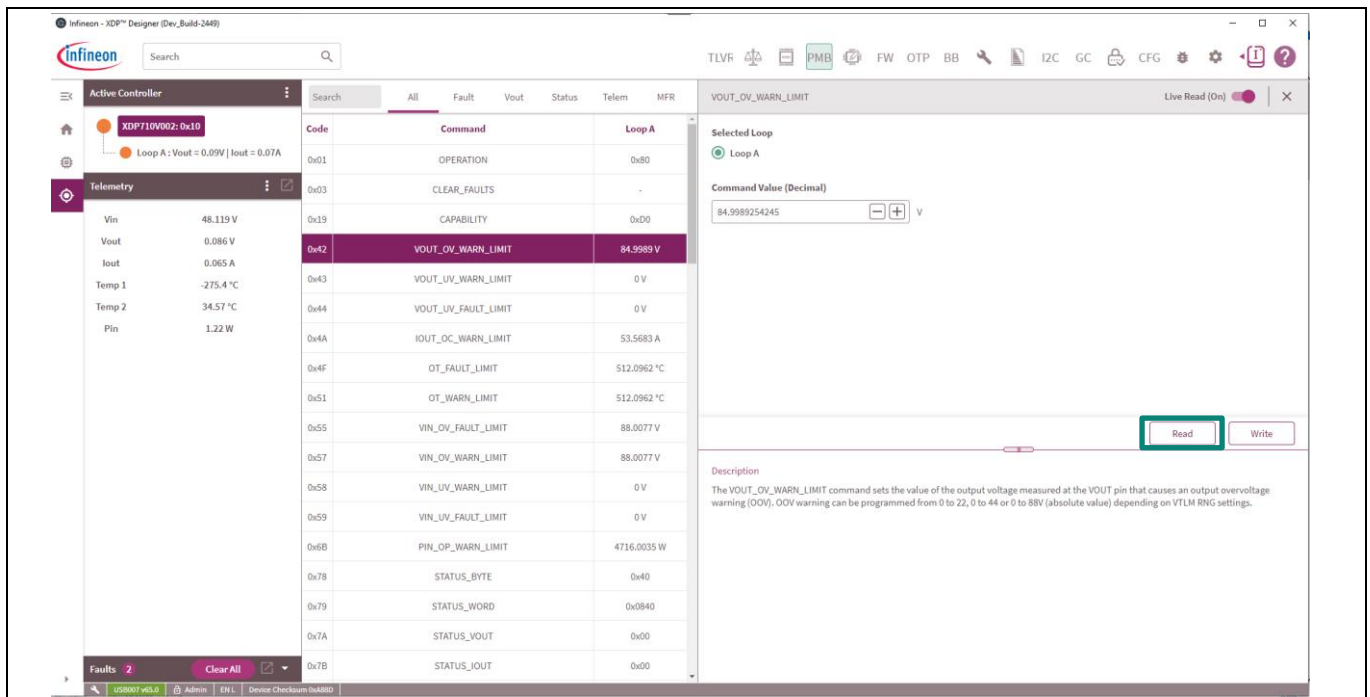 Infineon - XDP™ Designer (Dev_Build-2449)
infineon
Search
TLVR PMB FW OTP BB I2C GC CFG
Active Controller
XDP710V002: 0x10
Loop A : Vout = 0.09V | Iout = 0.07A
Telemetry
Vin 48.119 V
Vout 0.086 V
Iout 0.065 A
Temp 1 -275.4 °C
Temp 2 34.57 °C
Pin 1.22 W
Search All Fault Vout Status Telem MFR
Code Command Loop A
0x01 OPERATION 0x80
0x03 CLEAR_FAULTS -
0x19 CAPABILITY 0xD0
0x42 VOUT_OV_WARN_LIMIT 84.9989 V
0x43 VOUT_UV_WARN_LIMIT 0 V
0x44 VOUT_UV_FAULT_LIMIT 0 V
0x4A IOUT_OC_WARN_LIMIT 53.5683 A
0x4F OT_FAULT_LIMIT 512.0962 °C
0x51 OT_WARN_LIMIT 512.0962 °C
0x55 VIN_OV_FAULT_LIMIT 88.0077 V
0x57 VIN_OV_WARN_LIMIT 88.0077 V
0x58 VIN_UV_WARN_LIMIT 0 V
0x59 VIN_UV_FAULT_LIMIT 0 V
0x6B PIN_OP_WARN_LIMIT 4716.0035 W
0x78 STATUS_BYTE 0x40
0x79 STATUS_WORD 0x0840
0x7A STATUS_VOUT 0x00
0x7B STATUS_IOUT 0x00
VOUT_OV_WARN_LIMIT Live Read (On)
Selected Loop
Loop A
Command Value (Decimal)
84.9989254245 V
Read Write
Description
The VOUT_OV_WARN_LIMIT command sets the value of the output voltage measured at the VOUT pin that causes an output overvoltage
warning (OOV). OOV warning can be programmed from 0 to 22, 0 to 44 or 0 to 88V (absolute value) depending on VTLM RNG settings.
Faults 2 Clear All
USB007 v65.0 Admin EN L Device Checksum 0xA88D